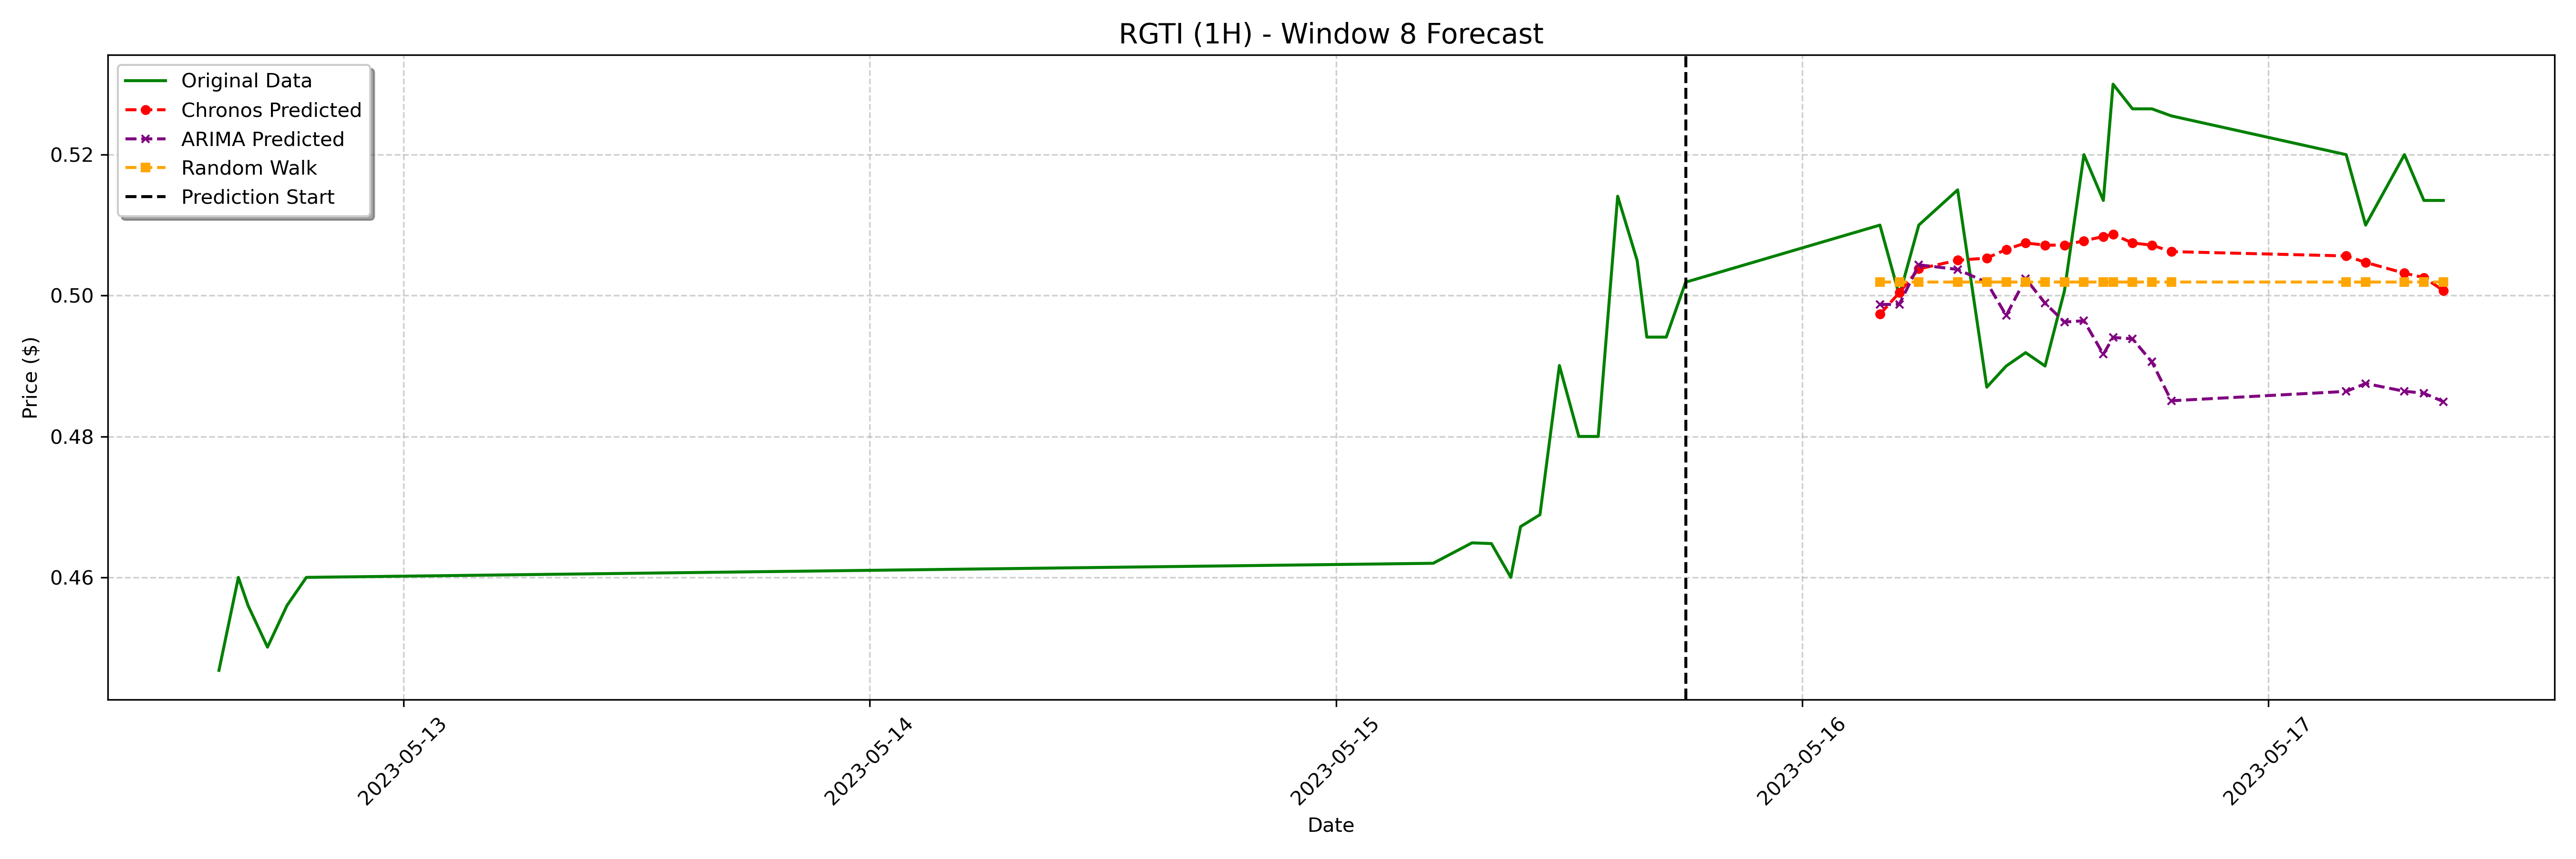 RGTI (1H) - Window 8 Forecast
Original Data
Chronos Predicted
ARIMA Predicted
Random Walk
Prediction Start
Price ($)
0.52
0.50
0.48
0.46
2023-05-13
2023-05-14
2023-05-15
2023-05-16
2023-05-17
Date